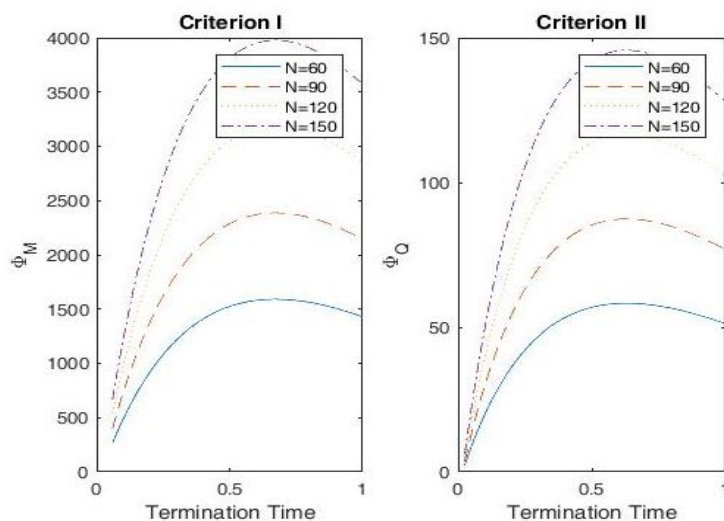 Criterion I
4000
3500
3000
2500
2000
1500
1000
500
0
Φ_M
N=60
N=90
N=120
N=150
0
0.5
1
Termination Time
Criterion II
150
100
50
0
Φ_Q
N=60
N=90
N=120
N=150
0
0.5
1
Termination Time